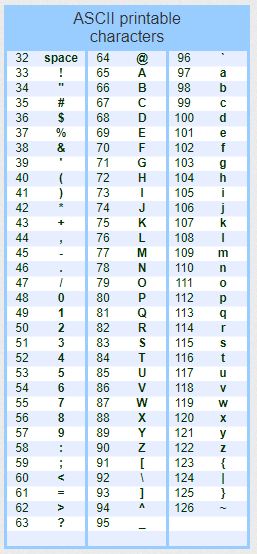 ASCII printable
characters
32 space 64 @ 96 `
33 ! 65 A 97 a
34 " 66 B 98 b
35 # 67 C 99 c
36 $ 68 D 100 d
37 % 69 E 101 e
38 & 70 F 102 f
39 ' 71 G 103 g
40 ( 72 H 104 h
41 ) 73 I 105 i
42 * 74 J 106 j
43 + 75 K 107 k
44 , 76 L 108 l
45 - 77 M 109 m
46 . 78 N 110 n
47 / 79 O 111 o
48 0 80 P 112 p
49 1 81 Q 113 q
50 2 82 R 114 r
51 3 83 S 115 s
52 4 84 T 116 t
53 5 85 U 117 u
54 6 86 V 118 v
55 7 87 W 119 w
56 8 88 X 120 x
57 9 89 Y 121 y
58 : 90 Z 122 z
59 ; 91 [ 123 {
60 < 92 \ 124 |
61 = 93 ] 125 }
62 > 94 ^ 126 ~
63 ? 95 _